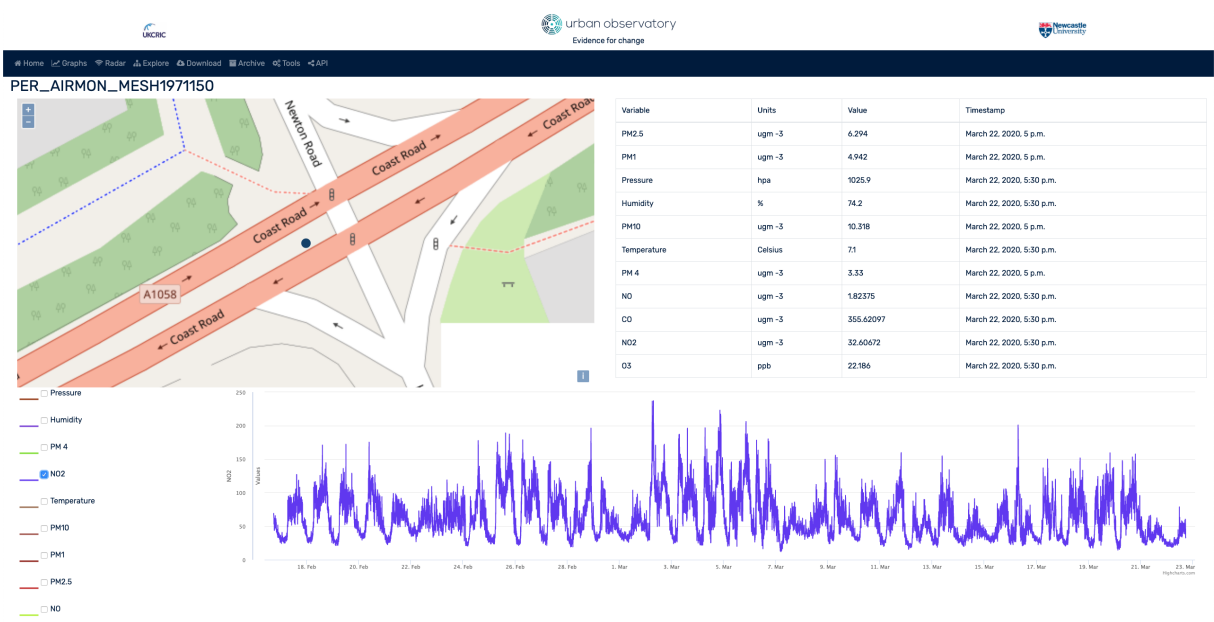 UKCRIC
urban observatory
Evidence for change
Newcastle
University
Home Graphs Radar Explore Download Archive Tools API
PER_AIRMON_MESH1971150
+
−
Newton Road
Coast Road
Coast Road
Coast Road
A1058
Coast Road
i
Variable Units Value Timestamp
PM2.5 ugm -3 6.294 March 22, 2020, 5 p.m.
PM1 ugm -3 4.942 March 22, 2020, 5 p.m.
Pressure hpa 1025.9 March 22, 2020, 5:30 p.m.
Humidity % 74.2 March 22, 2020, 5:30 p.m.
PM10 ugm -3 10.318 March 22, 2020, 5 p.m.
Temperature Celsius 7.1 March 22, 2020, 5:30 p.m.
PM 4 ugm -3 3.33 March 22, 2020, 5 p.m.
NO ugm -3 1.82375 March 22, 2020, 5:30 p.m.
CO ugm -3 355.62097 March 22, 2020, 5:30 p.m.
NO2 ugm -3 32.60672 March 22, 2020, 5:30 p.m.
O3 ppb 22.186 March 22, 2020, 5:30 p.m.
Pressure
Humidity
PM 4
NO2
Temperature
PM10
PM1
PM2.5
NO
NO2
Values
250
200
150
100
50
0
18. Feb 20. Feb 22. Feb 24. Feb 26. Feb 28. Feb 1. Mar 3. Mar 5. Mar 7. Mar 9. Mar 11. Mar 13. Mar 15. Mar 17. Mar 19. Mar 21. Mar 23. Mar
Highcharts.com